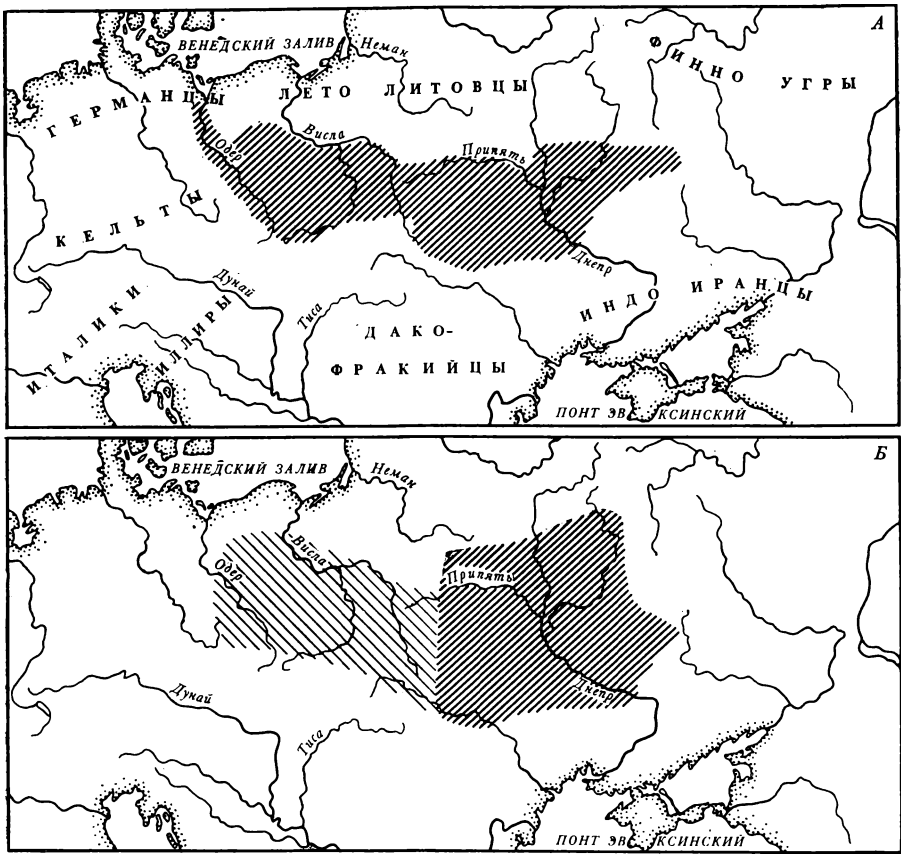 А
ВЕНЕДСКИЙ ЗАЛИВ
Неман
ФИННО УГРЫ
ГЕРМАНЦЫ
ЛЕТО ЛИТОВЦЫ
Висла
Одер
Припять
КЕЛЬТЫ
Днепр
Дунай
Тиса
ИНДО ИРАНЦЫ
ИТАЛИКИ
ИЛЛИРЫ
ДАКО-
ФРАКИЙЦЫ
ПОНТ ЭВКСИНСКИЙ
Б
ВЕНЕДСКИЙ ЗАЛИВ
Неман
Висла
Одер
Припять
Днепр
Дунай
Тиса
ПОНТ ЭВКСИНСКИЙ